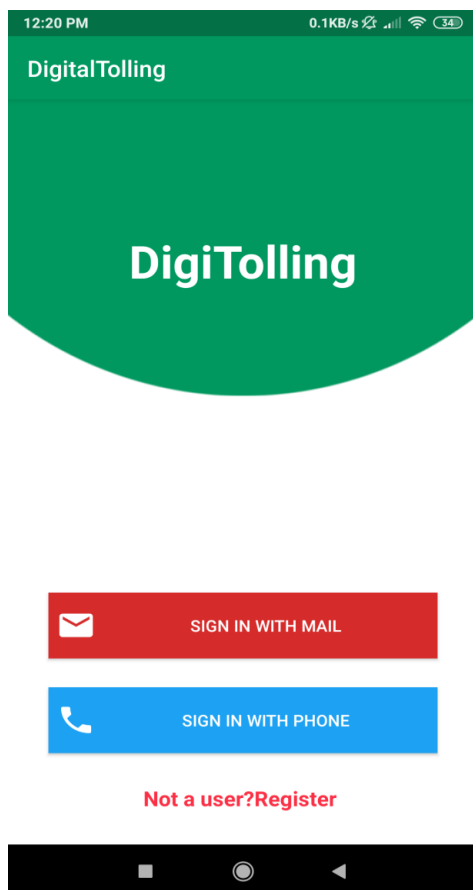 12:20 PM 0.1KB/s 34
DigitalTolling
DigiTolling
SIGN IN WITH MAIL
SIGN IN WITH PHONE
Not a user?Register